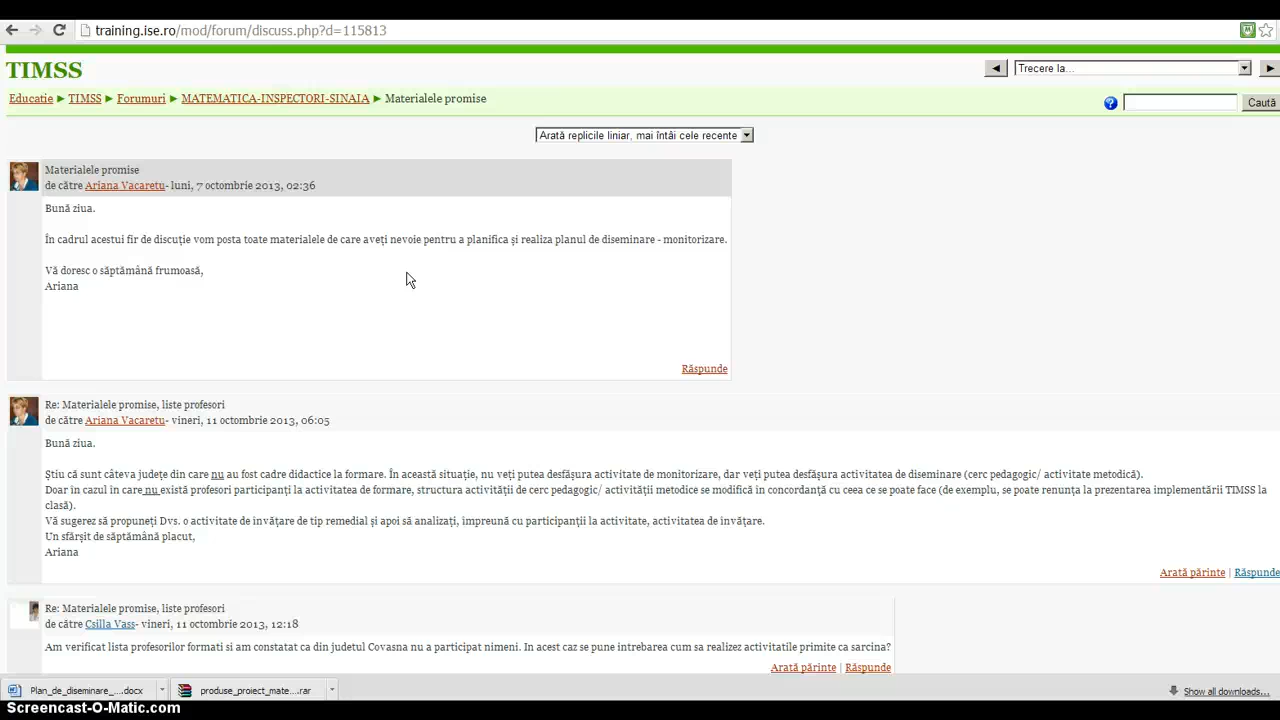 training.ise.ro/mod/forum/discuss.php?d=115813
TIMSS
Trecere la...
Educatie ► TIMSS ► Forumuri ► MATEMATICA-INSPECTORI-SINAIA ► Materialele promise
Caută
Arată replicile liniar, mai întâi cele recente
Materialele promise
de către Ariana Vacaretu- luni, 7 octombrie 2013, 02:36
Bună ziua.
În cadrul acestui fir de discuție vom posta toate materialele de care aveți nevoie pentru a planifica și realiza planul de diseminare - monitorizare.
Vă doresc o săptămână frumoasă,
Ariana
Răspunde
Re: Materialele promise, liste profesori
de către Ariana Vacaretu- vineri, 11 octombrie 2013, 06:05
Bună ziua.
Știu că sunt câteva județe din care nu au fost cadre didactice la formare. În această situație, nu veți putea desfășura activitate de monitorizare, dar veți putea desfășura activitatea de diseminare (cerc pedagogic/ activitate metodică).
Doar în cazul în care nu există profesori participanți la activitatea de formare, structura activității de cerc pedagogic/ activității metodice se modifică în concordanță cu ceea ce se poate face (de exemplu, se poate renunța la prezentarea implementării TIMSS la
clasă).
Vă sugerez să propuneți Dvs. o activitate de învățare de tip remedial și apoi să analizați, împreună cu participanții la activitate, activitatea de învățare.
Un sfârșit de săptămână placut,
Ariana
Arată părinte | Răspunde
Re: Materialele promise, liste profesori
de către Csilla Vass- vineri, 11 octombrie 2013, 12:18
Am verificat lista profesorilor formati si am constatat ca din judetul Covasna nu a participat nimeni. In acest caz se pune intrebarea cum sa realizez activitatile primite ca sarcina?
Arată părinte | Răspunde
Plan_de_diseminare_....docx
produse_proiect_mate...rar
Show all downloads...
Screencast-O-Matic.com